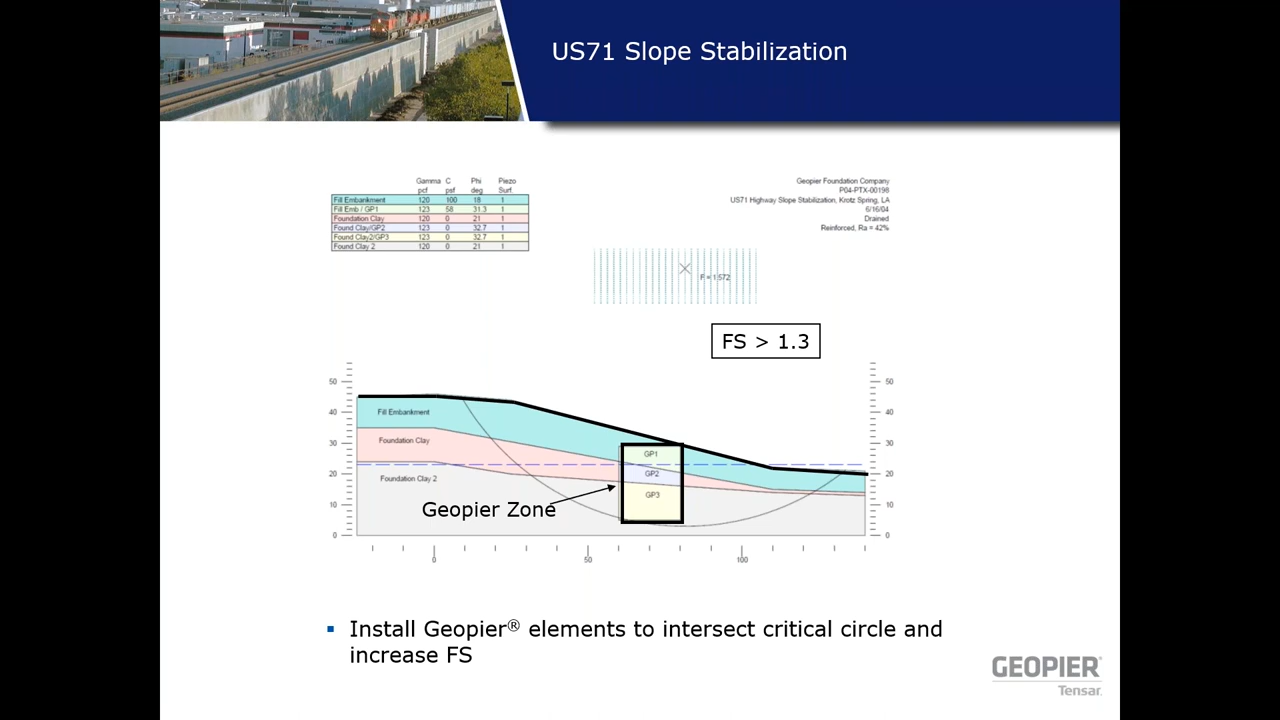 US71 Slope Stabilization
Gamma C Phi Piezo
pcf psf deg Surf.
Fill Embankment 120 100 18 1
Fill Emb / GP1 123 58 31.3 1
Foundation Clay 120 0 21 1
Found Clay/GP2 123 0 32.7 1
Found Clay2/GP3 123 0 32.7 1
Found Clay 2 120 0 21 1
Geopier Foundation Company
P04-PTX-00198
US71 Highway Slope Stabilization, Krotz Spring, LA
6/16/04
Drained
Reinforced, Ra = 42%
F = 1.572
FS > 1.3
50 50
40 40
30 30
20 20
10 10
0 0
Fill Embankment
Foundation Clay
Foundation Clay 2
GP1
GP2
GP3
Geopier Zone
0 50 100
▪ Install Geopier® elements to intersect critical circle and
increase FS
GEOPIER®
Tensar.